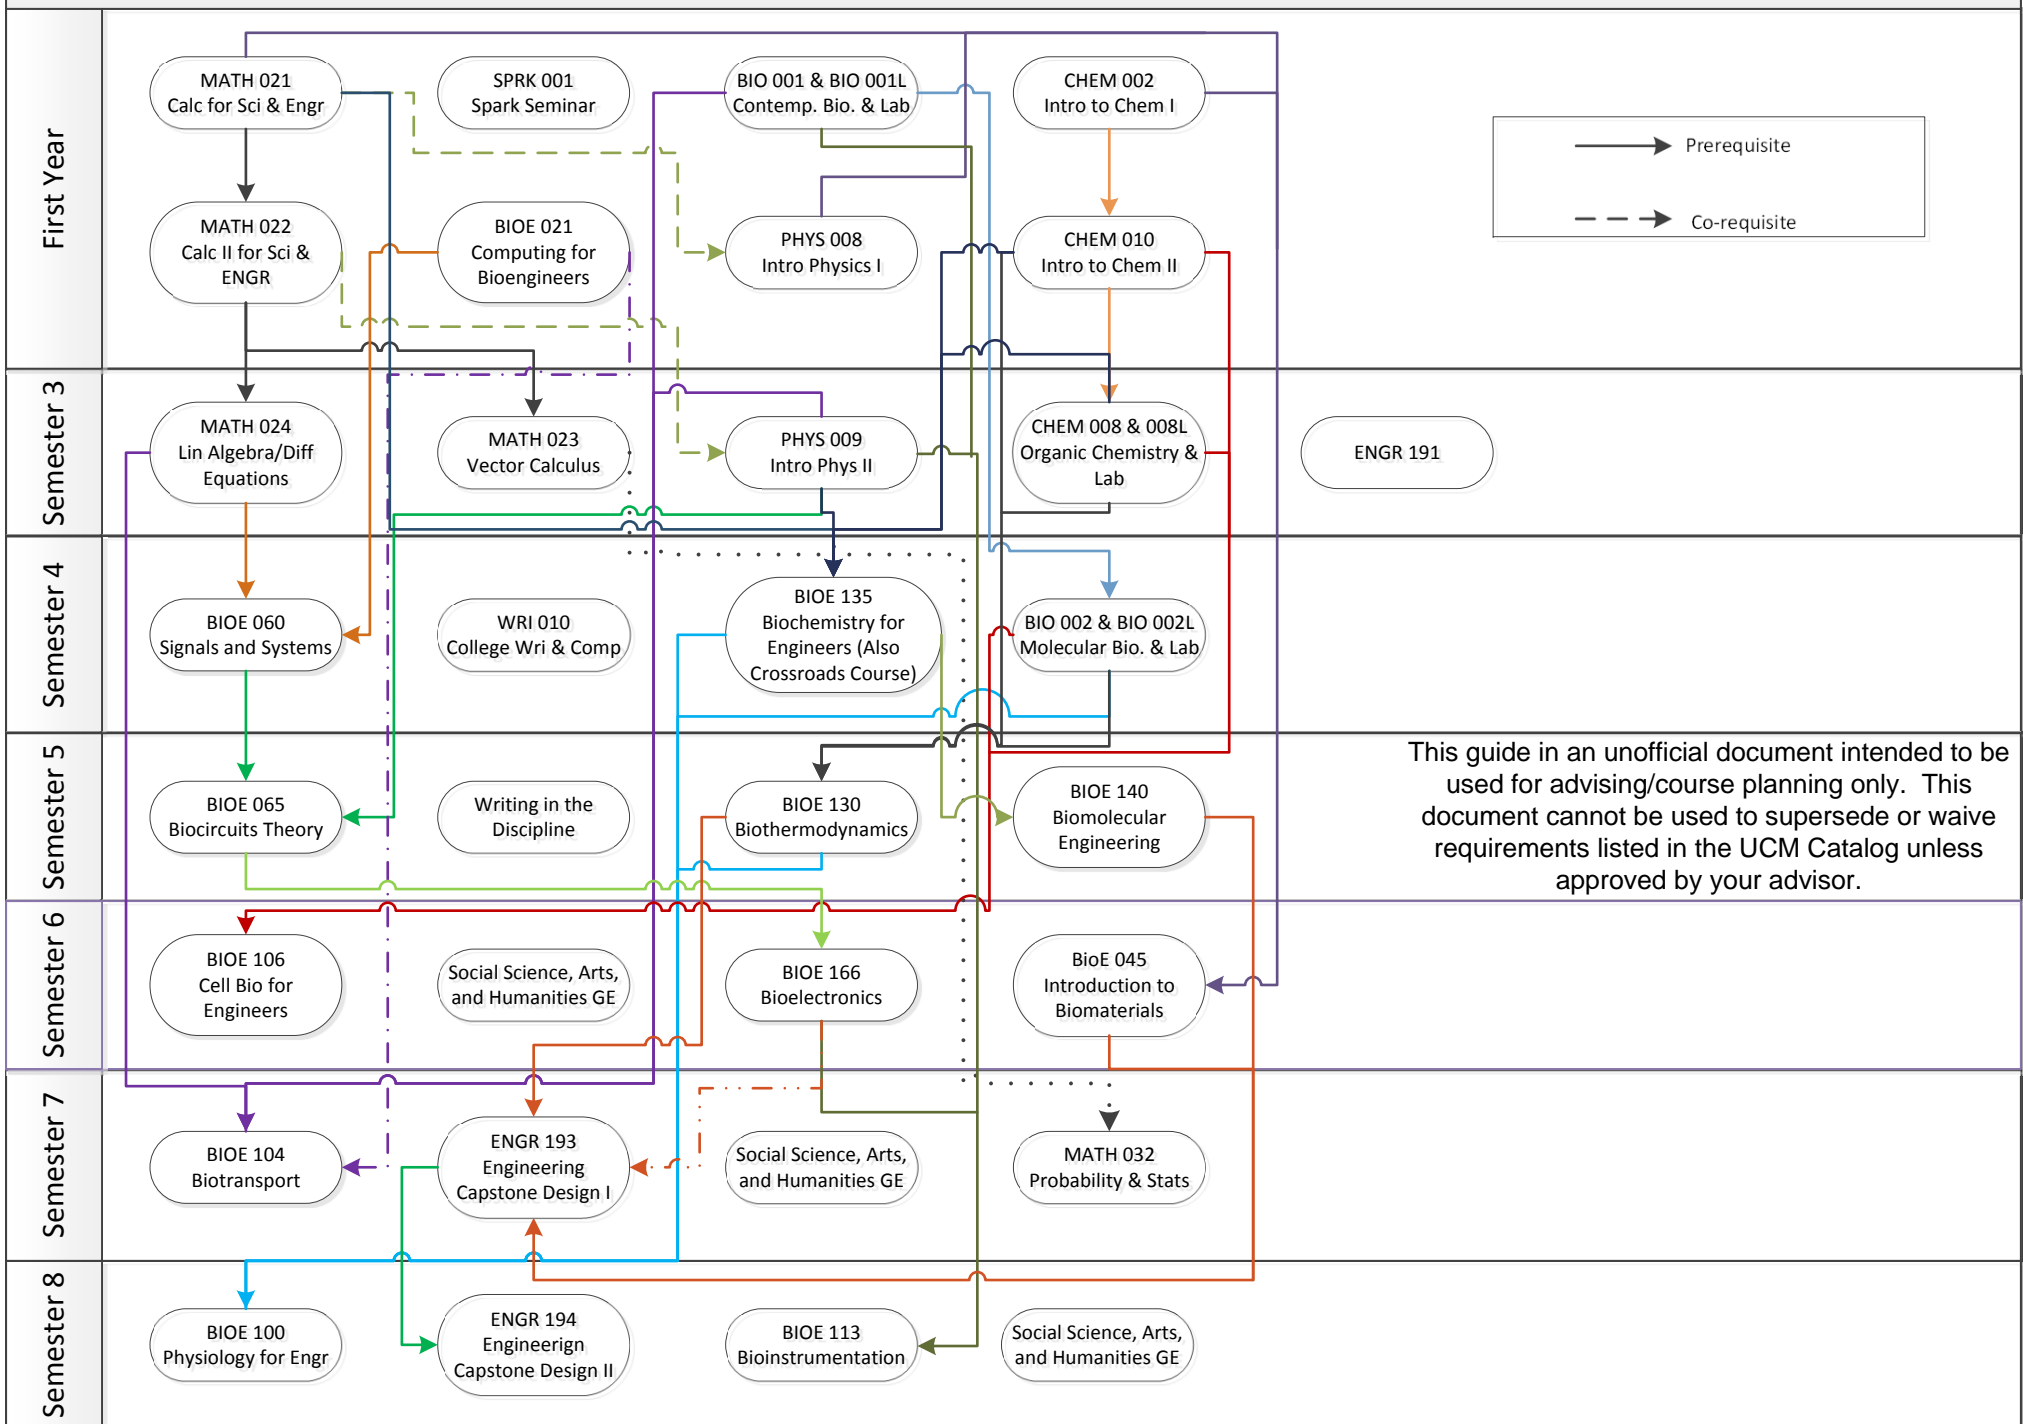 First Year
MATH 021
Calc for Sci & Engr
SPRK 001
Spark Seminar
BIO 001 & BIO 001L
Contemp. Bio. & Lab
CHEM 002
Intro to Chem I
Prerequisite
Co-requisite
MATH 022
Calc II for Sci &
ENGR
BIOE 021
Computing for
Bioengineers
PHYS 008
Intro Physics I
CHEM 010
Intro to Chem II
Semester 3
MATH 024
Lin Algebra/Diff
Equations
MATH 023
Vector Calculus
PHYS 009
Intro Phys II
CHEM 008 & 008L
Organic Chemistry &
Lab
ENGR 191
Semester 4
BIOE 060
Signals and Systems
WRI 010
College Wri & Comp
BIOE 135
Biochemistry for
Engineers (Also
Crossroads Course)
BIO 002 & BIO 002L
Molecular Bio. & Lab
Semester 5
BIOE 065
Biocircuits Theory
Writing in the
Discipline
BIOE 130
Biothermodynamics
BIOE 140
Biomolecular
Engineering
This guide in an unofficial document intended to be
used for advising/course planning only.  This
document cannot be used to supersede or waive
requirements listed in the UCM Catalog unless
approved by your advisor.
Semester 6
BIOE 106
Cell Bio for
Engineers
Social Science, Arts,
and Humanities GE
BIOE 166
Bioelectronics
BioE 045
Introduction to
Biomaterials
Semester 7
BIOE 104
Biotransport
ENGR 193
Engineering
Capstone Design I
Social Science, Arts,
and Humanities GE
MATH 032
Probability & Stats
Semester 8
BIOE 100
Physiology for Engr
ENGR 194
Engineerign
Capstone Design II
BIOE 113
Bioinstrumentation
Social Science, Arts,
and Humanities GE